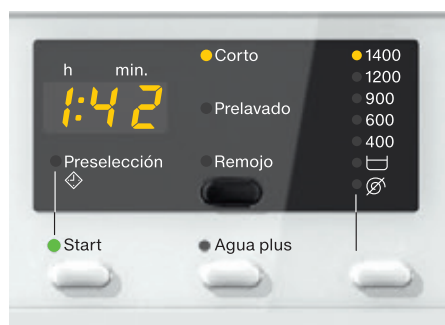 h min.
1:42
Preselección
Start
Corto
Prelavado
Remojo
Agua plus
1400
1200
900
600
400